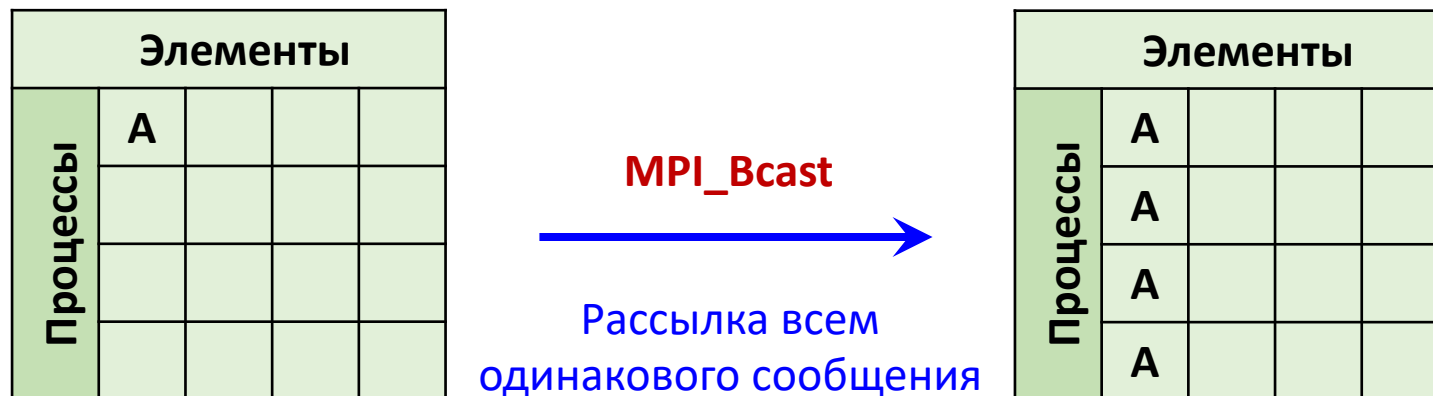 Элементы
Процессы
A
MPI_Bcast
Рассылка всем
одинакового сообщения
Элементы
Процессы
A
A
A
A